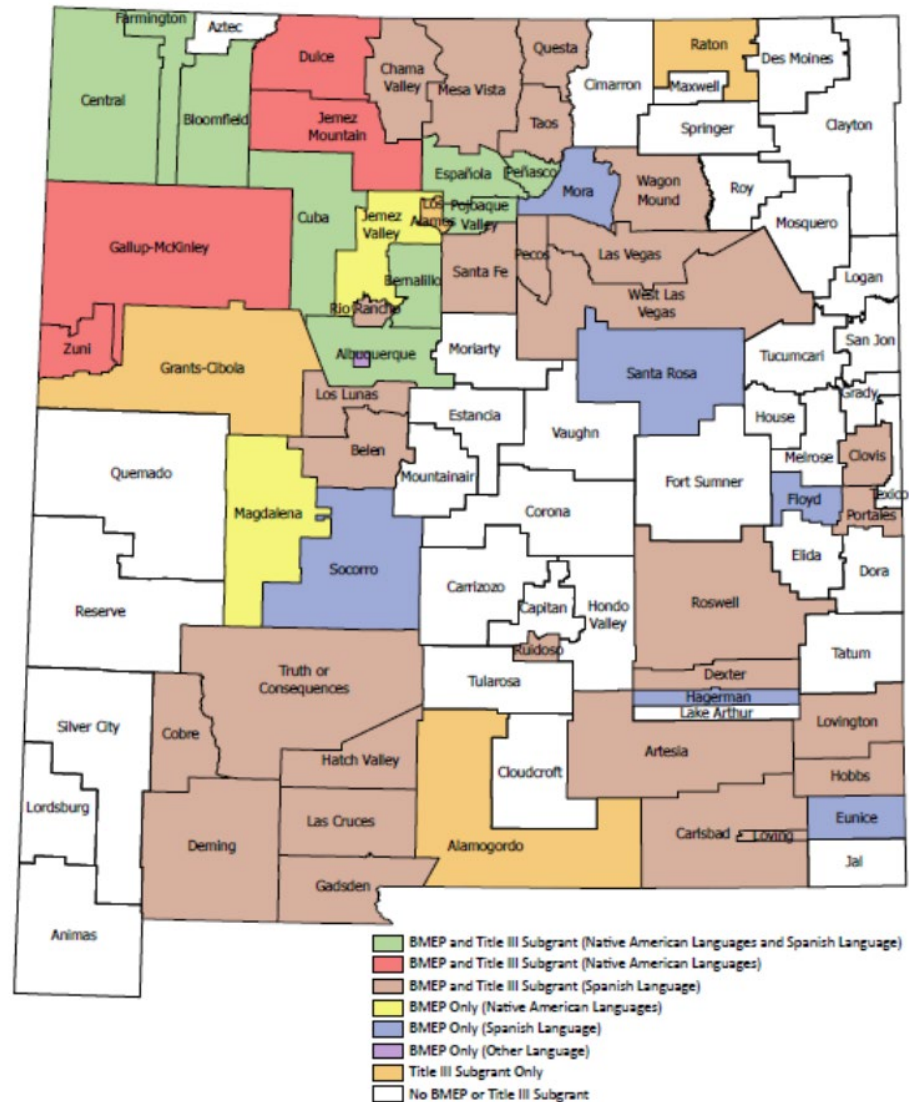 Farmington
Aztec
Dulce
Chama
Valley
Mesa Vista
Questa
Taos
Cimarron
Raton
Maxwell
Des Moines
Central
Bloomfield
Jemez
Mountain
Springer
Clayton
Española
Peñasco
Mora
Wagon
Mound
Roy
Cuba
Jemez
Valley
Los
Alamos
Pojoaque
Valley
Mosquero
Gallup-McKinley
Bernalillo
Santa Fe
Pecos
Las Vegas
West Las
Vegas
Logan
Rio Rancho
Zuni
Grants-Cibola
Albuquerque
Moriarty
Santa Rosa
Tucumcari
San Jon
Los Lunas
Estancia
Vaughn
House
Grady
Quemado
Belen
Mountainair
Fort Sumner
Melrose
Clovis
Magdalena
Corona
Floyd
Texico
Portales
Socorro
Elida
Dora
Reserve
Carrizozo
Capitan
Hondo
Valley
Roswell
Ruidoso
Truth or
Consequences
Tularosa
Dexter
Tatum
Hagerman
Lake Arthur
Silver City
Cobre
Hatch Valley
Cloudcroft
Artesia
Lovington
Hobbs
Lordsburg
Deming
Las Cruces
Alamogordo
Carlsbad
Loving
Eunice
Jal
Gadsden
Animas
BMEP and Title III Subgrant (Native American Languages and Spanish Language)
BMEP and Title III Subgrant (Native American Languages)
BMEP and Title III Subgrant (Spanish Language)
BMEP Only (Native American Languages)
BMEP Only (Spanish Language)
BMEP Only (Other Language)
Title III Subgrant Only
No BMEP or Title III Subgrant